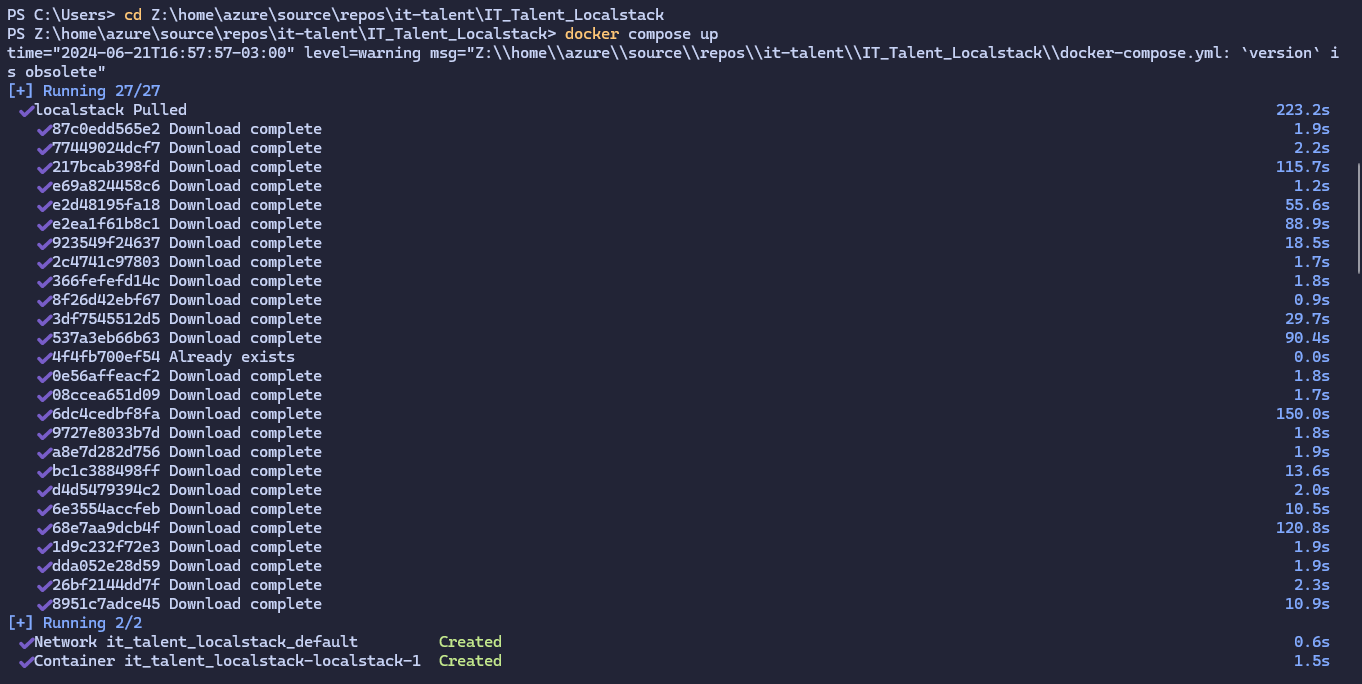 PS C:\Users> cd Z:\home\azure\source\repos\it-talent\IT_Talent_Localstack
PS Z:\home\azure\source\repos\it-talent\IT_Talent_Localstack> docker compose up
time="2024-06-21T16:57:57-03:00" level=warning msg="Z:\\home\\azure\\source\\repos\\it-talent\\IT_Talent_Localstack\\docker-compose.yml: `version` i
s obsolete"
[+] Running 27/27
✔localstack Pulled 223.2s
✔87c0edd565e2 Download complete 1.9s
✔77449024dcf7 Download complete 2.2s
✔217bcab398fd Download complete 115.7s
✔e69a824458c6 Download complete 1.2s
✔e2d48195fa18 Download complete 55.6s
✔e2ea1f61b8c1 Download complete 88.9s
✔923549f24637 Download complete 18.5s
✔2c4741c97803 Download complete 1.7s
✔366fefefd14c Download complete 1.8s
✔8f26d42ebf67 Download complete 0.9s
✔3df7545512d5 Download complete 29.7s
✔537a3eb66b63 Download complete 90.4s
✔4f4fb700ef54 Already exists 0.0s
✔0e56affeacf2 Download complete 1.8s
✔08ccea651d09 Download complete 1.7s
✔6dc4cedbf8fa Download complete 150.0s
✔9727e8033b7d Download complete 1.8s
✔a8e7d282d756 Download complete 1.9s
✔bc1c388498ff Download complete 13.6s
✔d4d5479394c2 Download complete 2.0s
✔6e3554accfeb Download complete 10.5s
✔68e7aa9dcb4f Download complete 120.8s
✔1d9c232f72e3 Download complete 1.9s
✔dda052e28d59 Download complete 1.9s
✔26bf2144dd7f Download complete 2.3s
✔8951c7adce45 Download complete 10.9s
[+] Running 2/2
✔Network it_talent_localstack_default Created 0.6s
✔Container it_talent_localstack-localstack-1 Created 1.5s